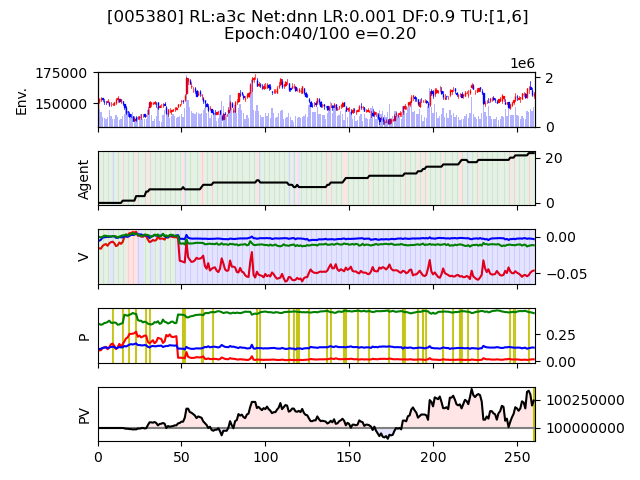 [005380] RL:a3c Net:dnn LR:0.001 DF:0.9 TU:[1,6]
Epoch:040/100 e=0.20
1e6
Env.
175000
150000
2
0
Agent
20
0
V
0.00
−0.05
P
0.25
0.00
PV
100250000
100000000
0
50
100
150
200
250